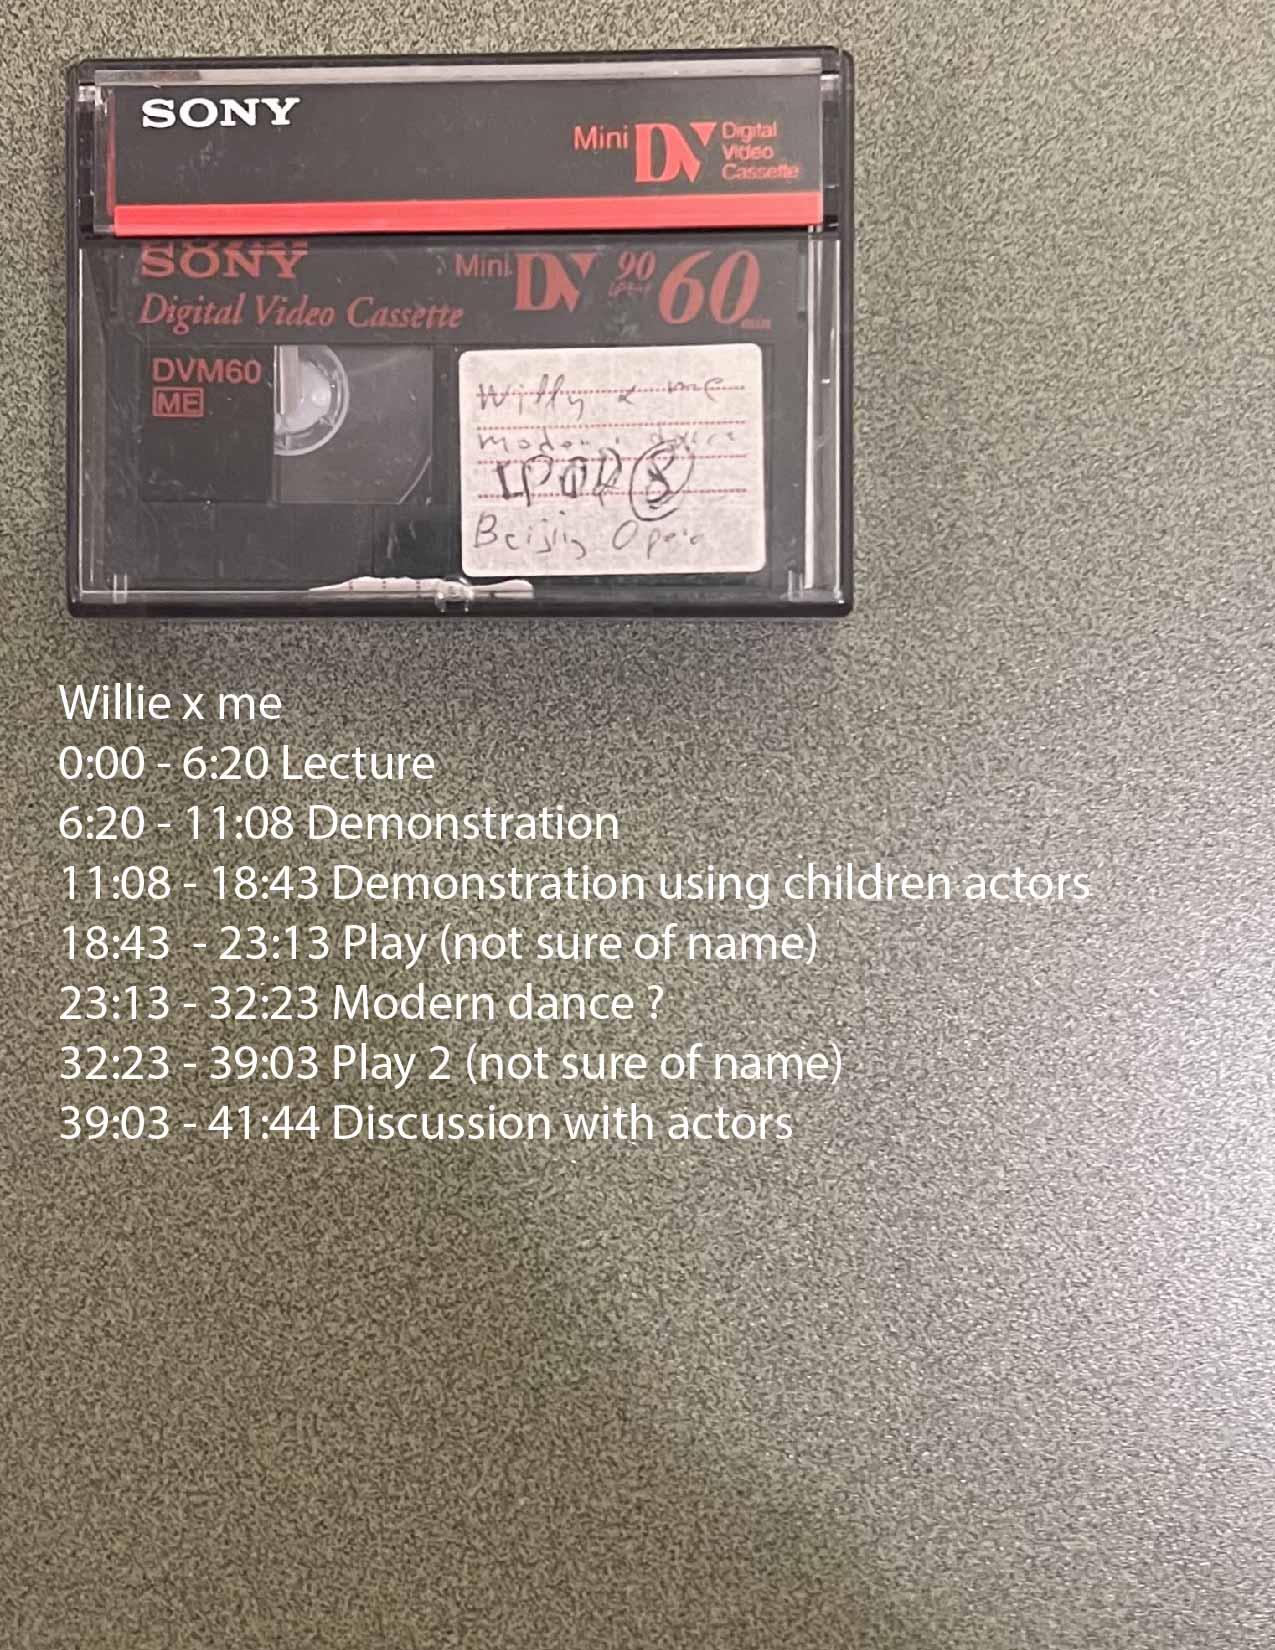 SONY
Mini DV Digital Video Cassette
SONY
Mini DV 90 60 min
Digital Video Cassette
DVM60
ME
Willy x me
Modern dance
Beijing Opera
Willie x me
0:00 - 6:20 Lecture
6:20 - 11:08 Demonstration
11:08 - 18:43 Demonstration using children actors
18:43  - 23:13 Play (not sure of name)
23:13 - 32:23 Modern dance ?
32:23 - 39:03 Play 2 (not sure of name)
39:03 - 41:44 Discussion with actors